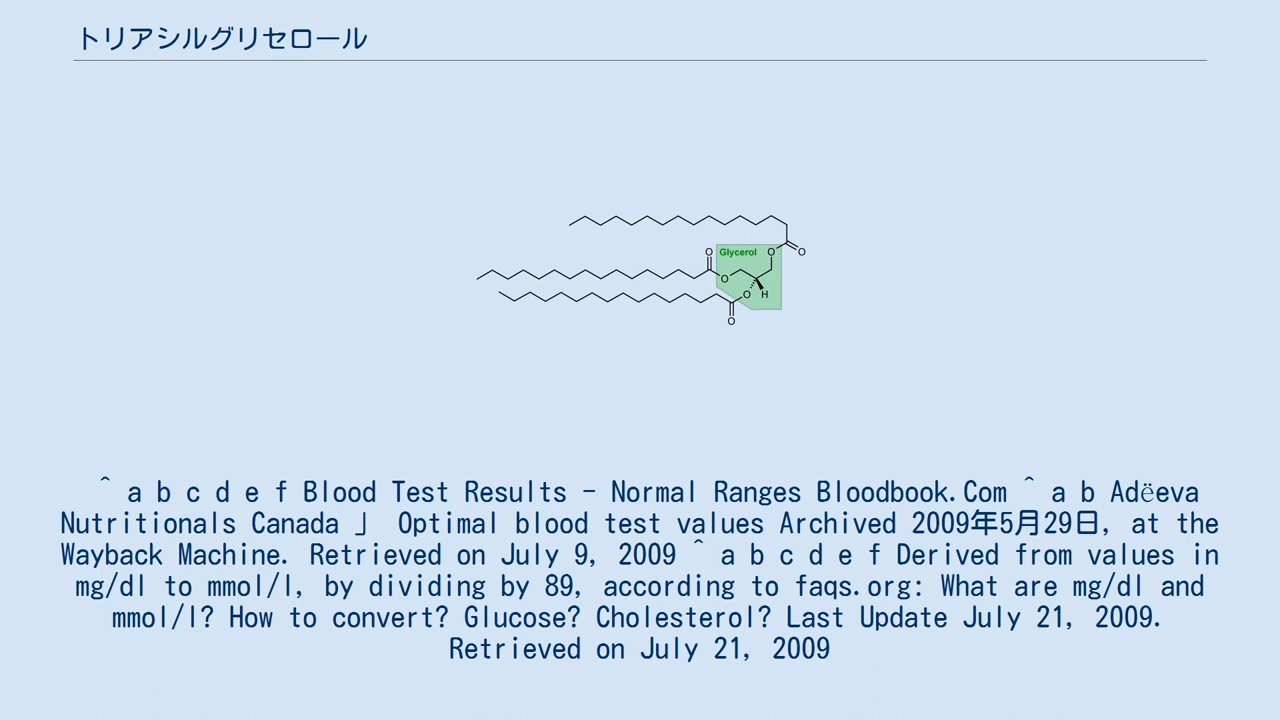 トリアシルグリセロール
O
Glycerol
O
O
O
O
H
O
^ a b c d e f Blood Test Results - Normal Ranges Bloodbook.Com ^ a b Adëeva
Nutritionals Canada 」 Optimal blood test values Archived 2009年5月29日, at the
Wayback Machine. Retrieved on July 9, 2009 ^ a b c d e f Derived from values in
mg/dl to mmol/l, by dividing by 89, according to faqs.org: What are mg/dl and
mmol/l? How to convert? Glucose? Cholesterol? Last Update July 21, 2009.
Retrieved on July 21, 2009